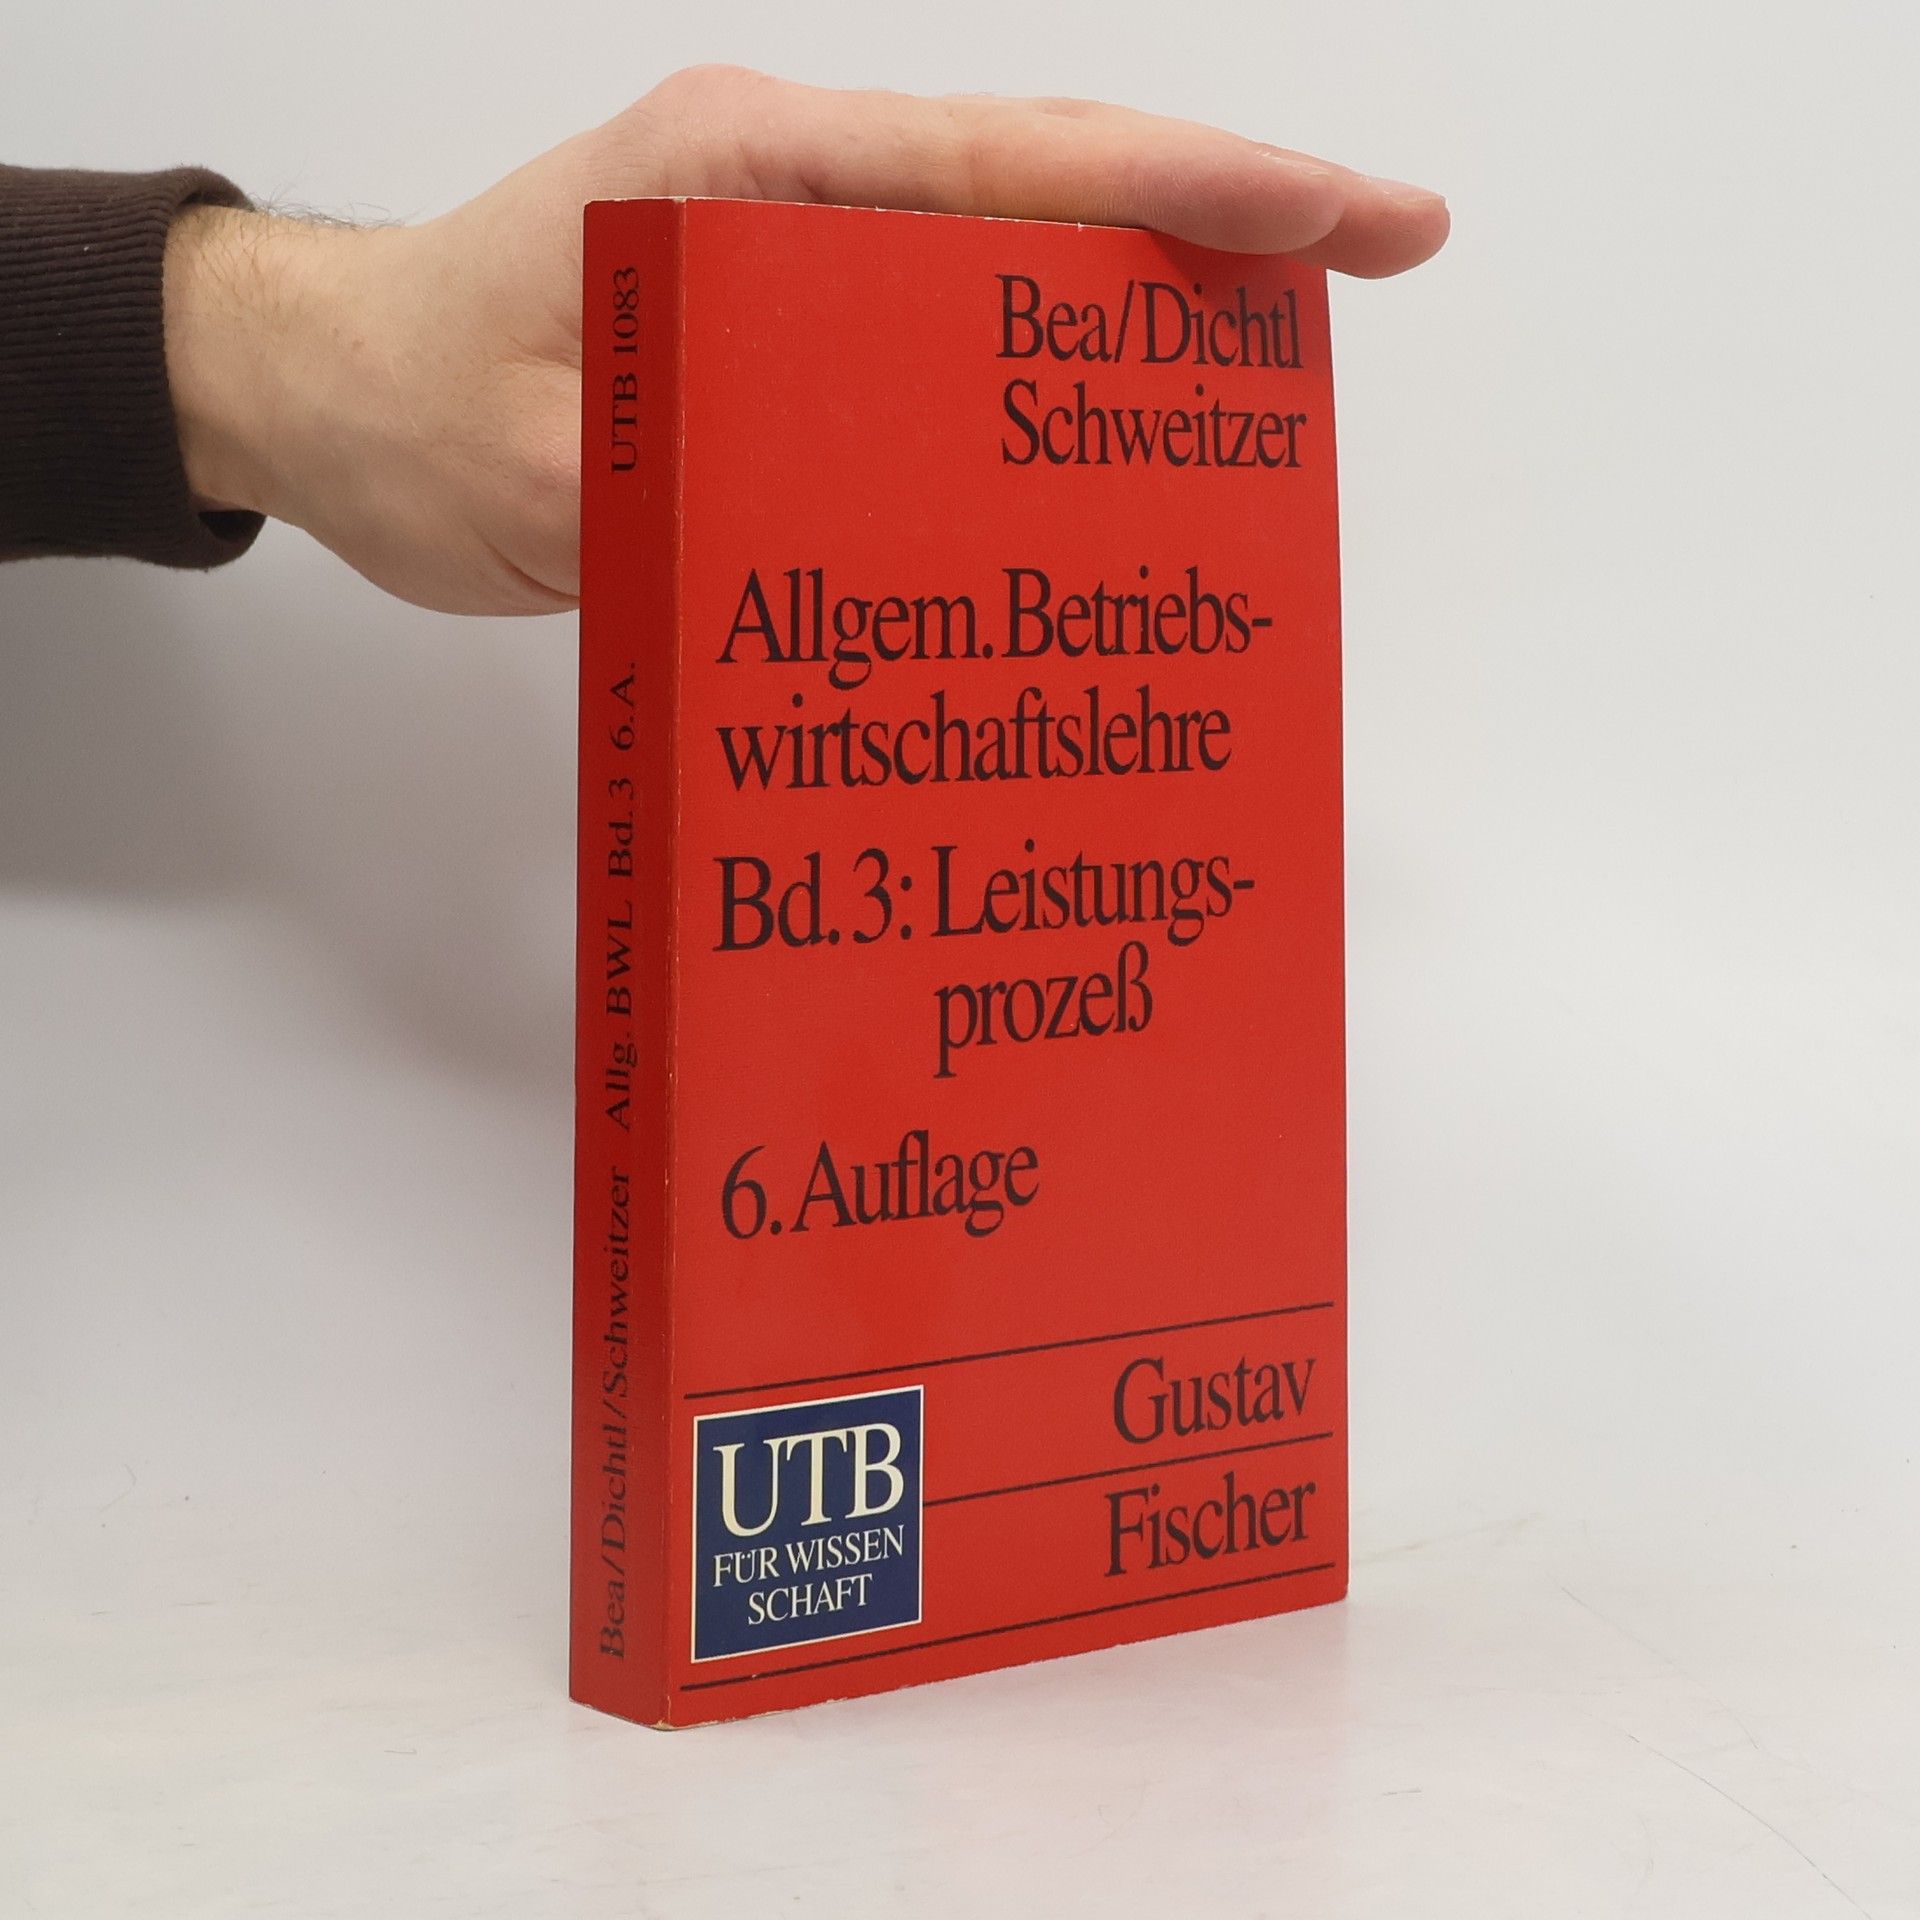 Bea/Dichtl
Schweitzer
Allgem. Betriebs-
wirtschaftslehre
Bd. 3: Leistungs-
prozeß
6. Auflage
Gustav
Fischer
UTB
FÜR WISSEN
SCHAFT
Bea/Dichtl/Schweitzer Allg. BWL Bd. 3 6. A. UTB 1083